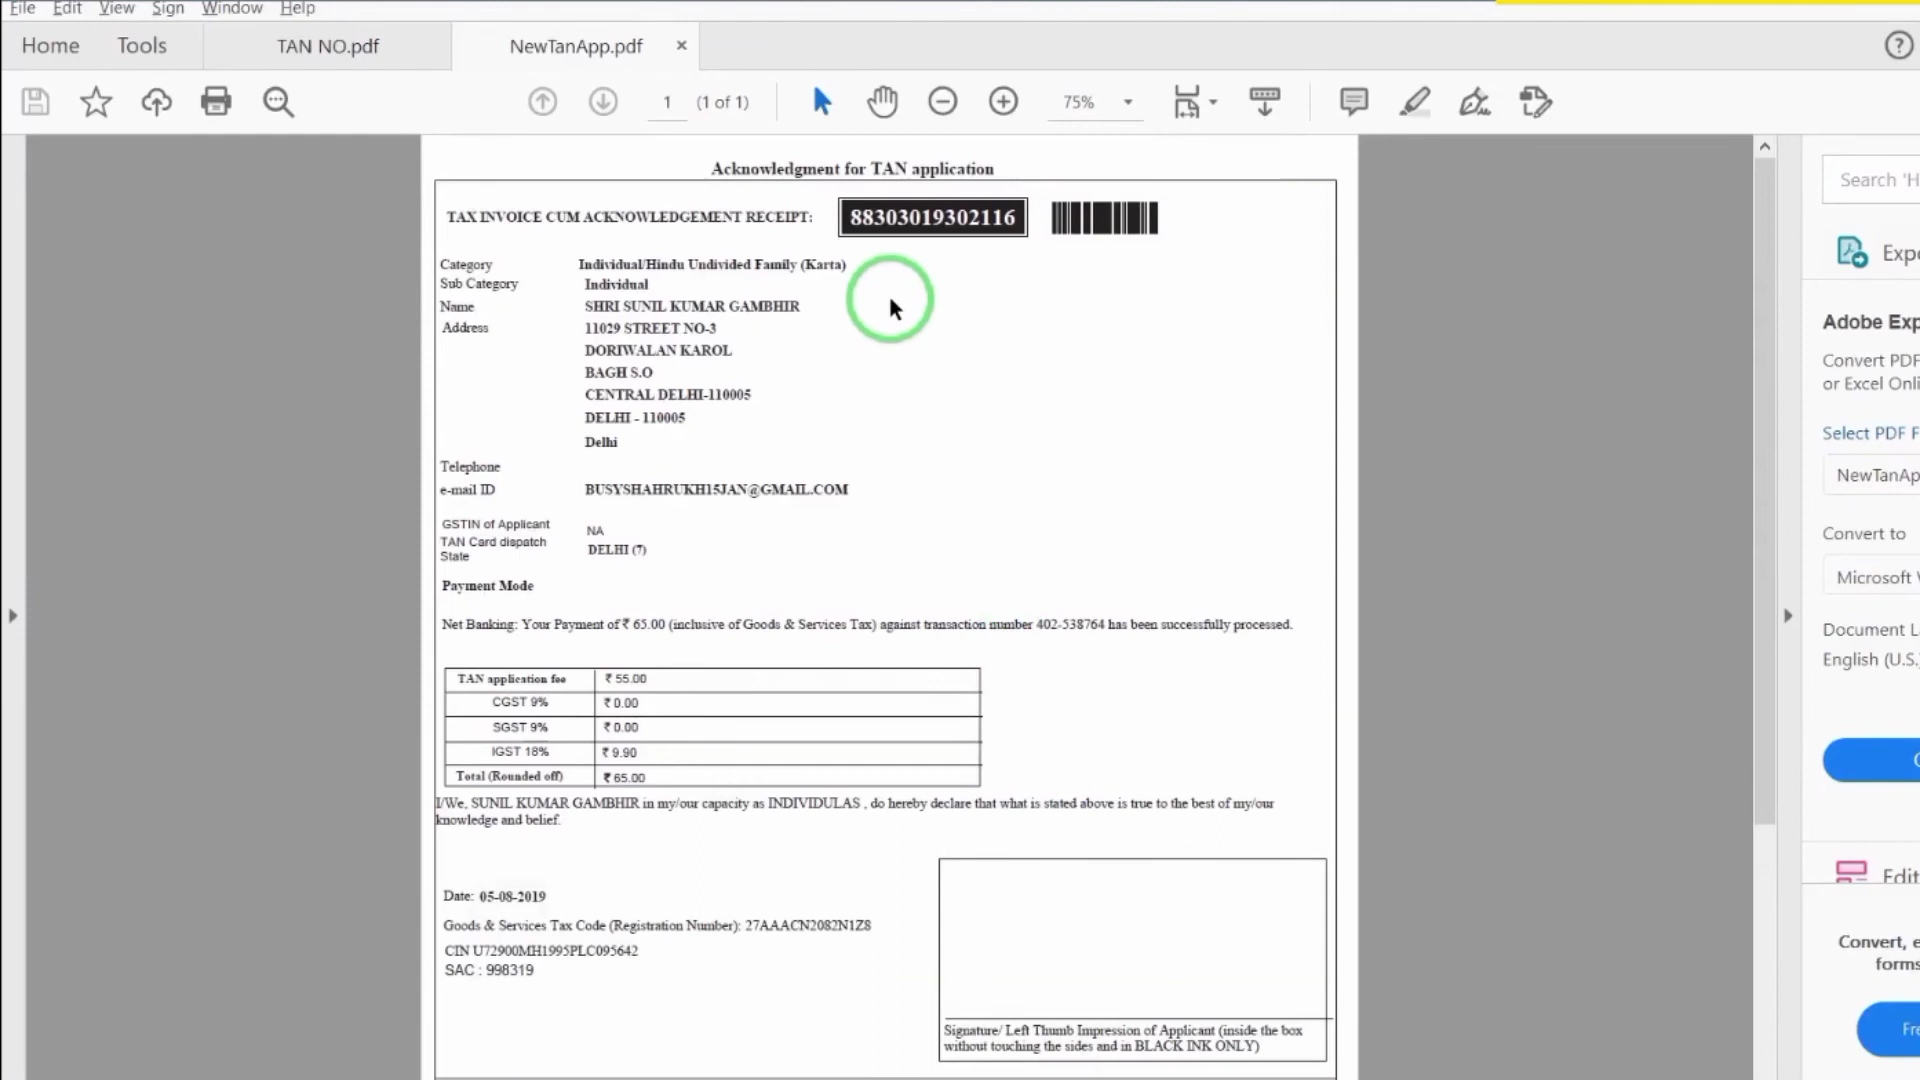 File Edit View Sign Window Help
Home Tools TAN NO.pdf NewTanApp.pdf ×
1 (1 of 1) 75%
Acknowledgment for TAN application
TAX INVOICE CUM ACKNOWLEDGEMENT RECEIPT: 88303019302116
Category Individual/Hindu Undivided Family (Karta)
Sub Category Individual
Name SHRI SUNIL KUMAR GAMBHIR
Address 11029 STREET NO-3
DORIWALAN KAROL
BAGH S.O
CENTRAL DELHI-110005
DELHI - 110005
Delhi
Telephone
e-mail ID BUSYSHAHRUKH15JAN@GMAIL.COM
GSTIN of Applicant NA
TAN Card dispatch DELHI (7)
State
Payment Mode
Net Banking: Your Payment of ₹ 65.00 (inclusive of Goods & Services Tax) against transaction number 402-538764 has been successfully processed.
TAN application fee ₹ 55.00
CGST 9% ₹ 0.00
SGST 9% ₹ 0.00
IGST 18% ₹ 9.90
Total (Rounded off) ₹ 65.00
I/We, SUNIL KUMAR GAMBHIR in my/our capacity as INDIVIDULAS , do hereby declare that what is stated above is true to the best of my/our
knowledge and belief.
Date: 05-08-2019
Goods & Services Tax Code (Registration Number): 27AAACN2082N1Z8
CIN U72900MH1995PLC095642
SAC : 998319
Signature/ Left Thumb Impression of Applicant (inside the box
without touching the sides and in BLACK INK ONLY)
Search 'H
Expo
Adobe Exp
Convert PDF
or Excel Onli
Select PDF F
NewTanAp
Convert to
Microsoft W
Document L
English (U.S.
Edit
Convert, e
forms
Fre